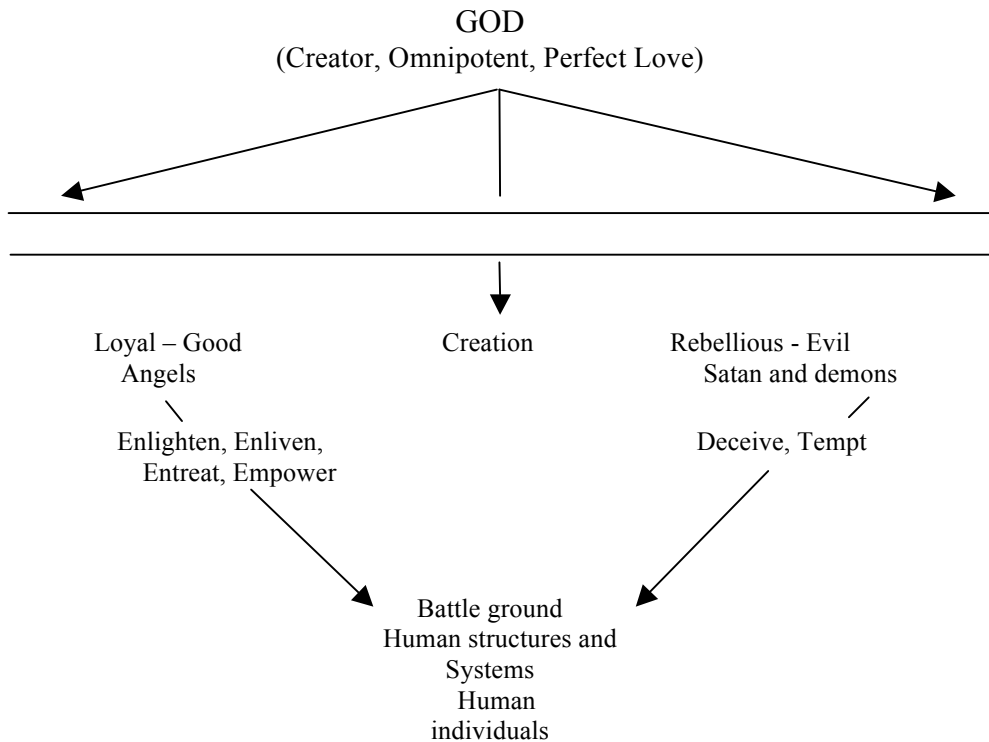 GOD
(Creator, Omnipotent, Perfect Love)
Loyal – Good
Angels
Creation
Rebellious - Evil
Satan and demons
Enlighten, Enliven,
Entreat, Empower
Deceive, Tempt
Battle ground
Human structures and
Systems
Human
individuals